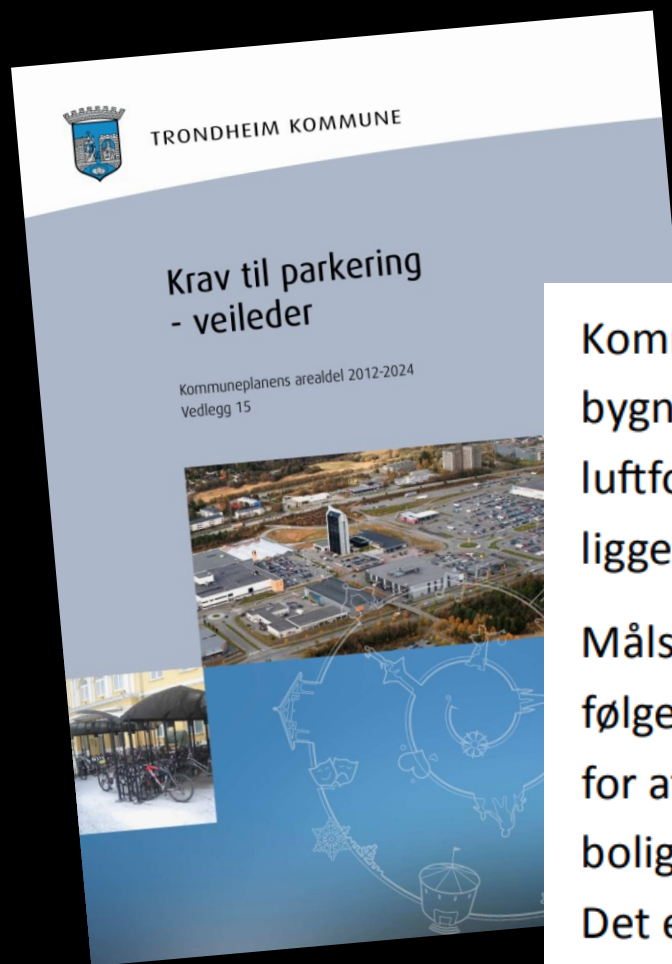 TRONDHEIM KOMMUNE
Krav til parkering
- veileder
Kommuneplanens arealdel 2012-2024
Vedlegg 15
Kom
bygn
luftfo
ligge
Måls
følge
for a
bolig
Det e